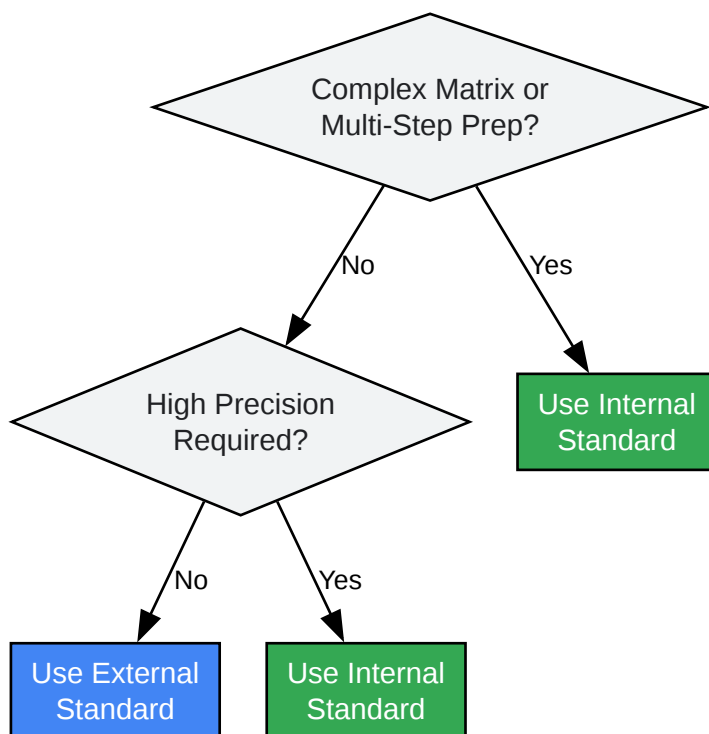 Complex Matrix or
Multi-Step Prep?
No
Yes
High Precision
Required?
Use Internal
Standard
No
Yes
Use External
Standard
Use Internal
Standard